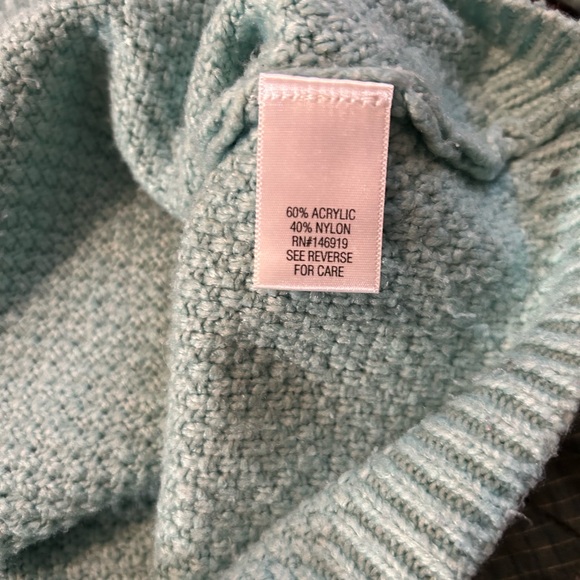 60% ACRYLIC
40% NYLON
RN#146919
SEE REVERSE
FOR CARE